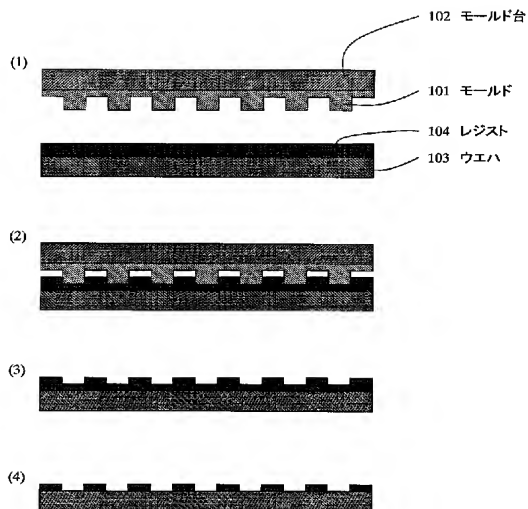 102 モールド台
(1)
101 モールド
104 レジスト
103 ウエハ
(2)
(3)
(4)